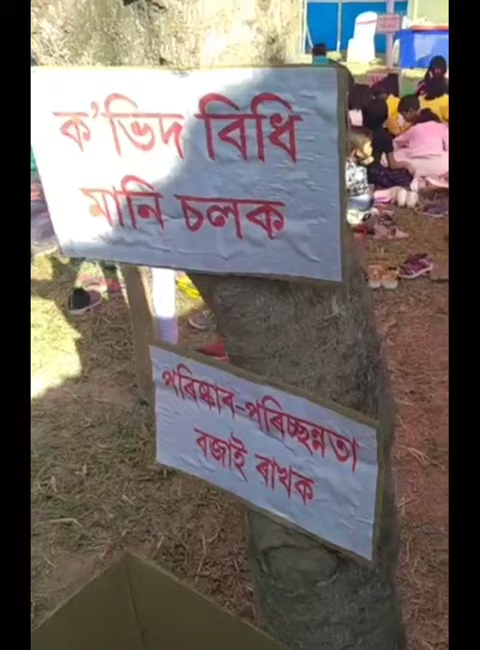 ক'ভিদ বিধি
মানি চলক
পৰিষ্কাৰ-পৰিচ্ছন্নতা
বজাই ৰাখক